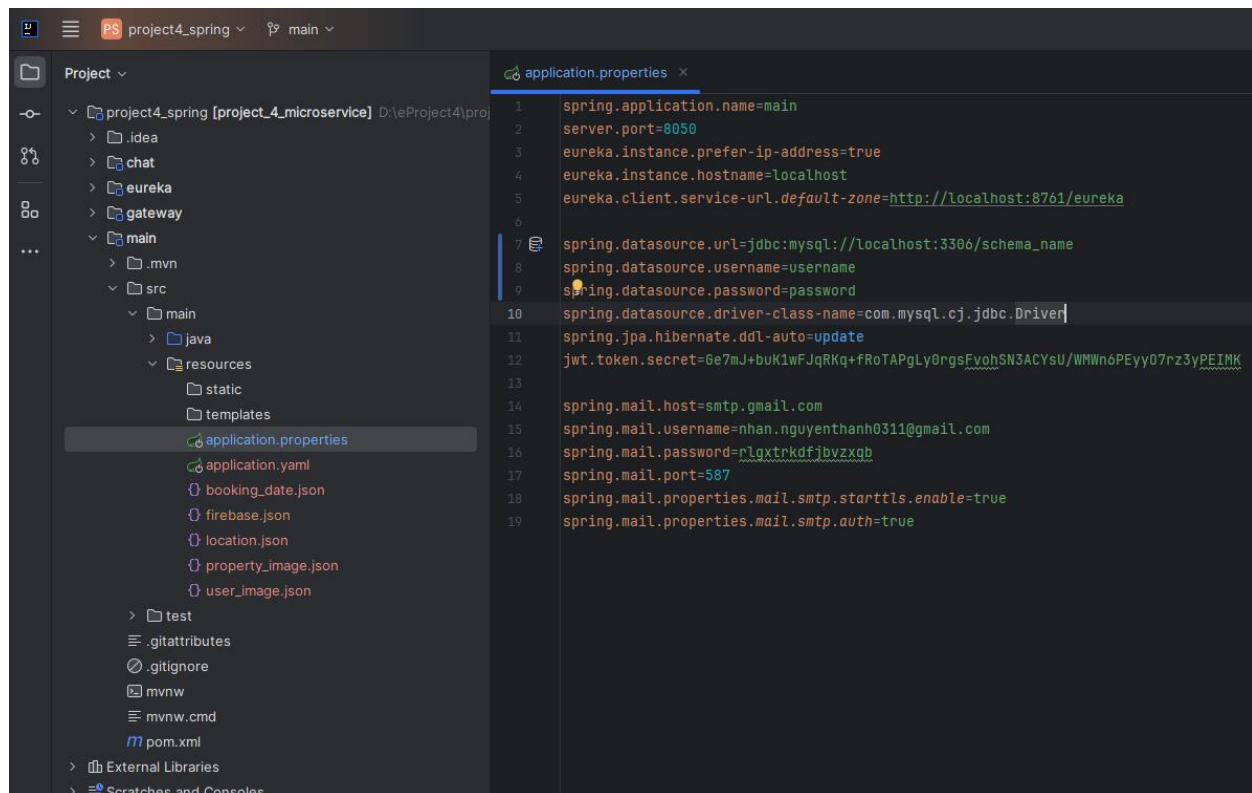 PS project4_spring main
Project
application.properties
project4_spring [project_4_microservice] D:\eProject4\proj
.idea
chat
eureka
gateway
main
.mvn
src
main
java
resources
static
templates
application.properties
application.yaml
booking_date.json
firebase.json
location.json
property_image.json
user_image.json
test
.gitattributes
.gitignore
mvnw
mvnw.cmd
pom.xml
External Libraries
Scratches and Consoles
1 spring.application.name=main
2 server.port=8050
3 eureka.instance.prefer-ip-address=true
4 eureka.instance.hostname=localhost
5 eureka.client.service-url.default-zone=http://localhost:8761/eureka
6
7 spring.datasource.url=jdbc:mysql://localhost:3306/schema_name
8 spring.datasource.username=username
9 spring.datasource.password=password
10 spring.datasource.driver-class-name=com.mysql.cj.jdbc.Driver
11 spring.jpa.hibernate.ddl-auto=update
12 jwt.token.secret=Ge7mJ+buK1wFJqRKq+fRoTAPgLy0rgsFvohSN3ACYsU/WMWn6PEyyO7rz3yPEIMK
13
14 spring.mail.host=smtp.gmail.com
15 spring.mail.username=nhan.nguyenthanh0311@gmail.com
16 spring.mail.password=rlgxtrkdfjbvzxqb
17 spring.mail.port=587
18 spring.mail.properties.mail.smtp.starttls.enable=true
19 spring.mail.properties.mail.smtp.auth=true